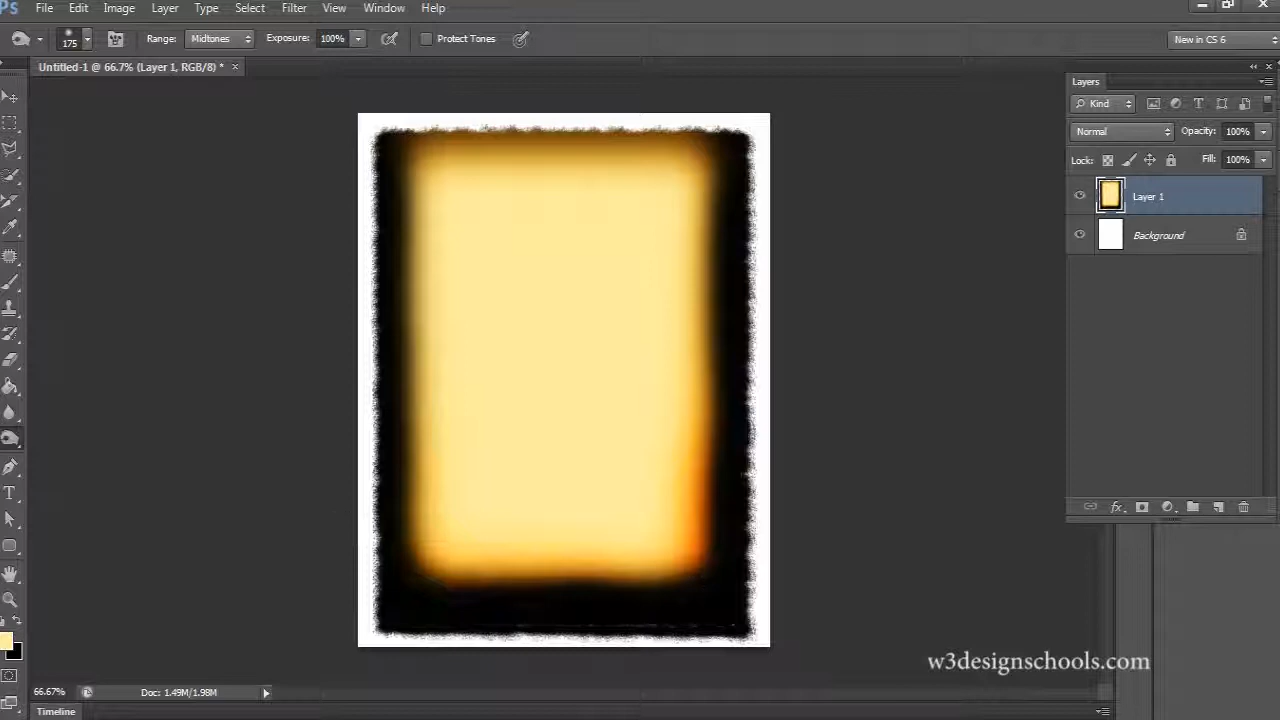 Ps File Edit Image Layer Type Select Filter View Window Help
175 Range: Midtones Exposure: 100% Protect Tones New in CS 6
Untitled-1 @ 66.7% (Layer 1, RGB/8) * ×
Layers
Kind
Normal Opacity: 100%
Lock: Fill: 100%
Layer 1
Background
fx
w3designschools.com
66.67% Doc: 1.49M/1.98M
Timeline